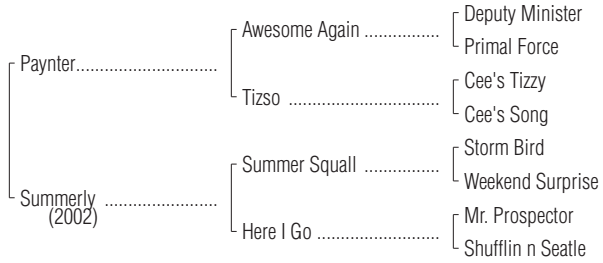 Deputy Minister
Awesome Again ................
Primal Force
Paynter..............................
Cee's Tizzy
Tizso ................................
Cee's Song
Storm Bird
Summer Squall ................
Weekend Surprise
Summerly ........................
(2002)
Mr. Prospector
Here I Go ..........................
Shufflin n Seatle